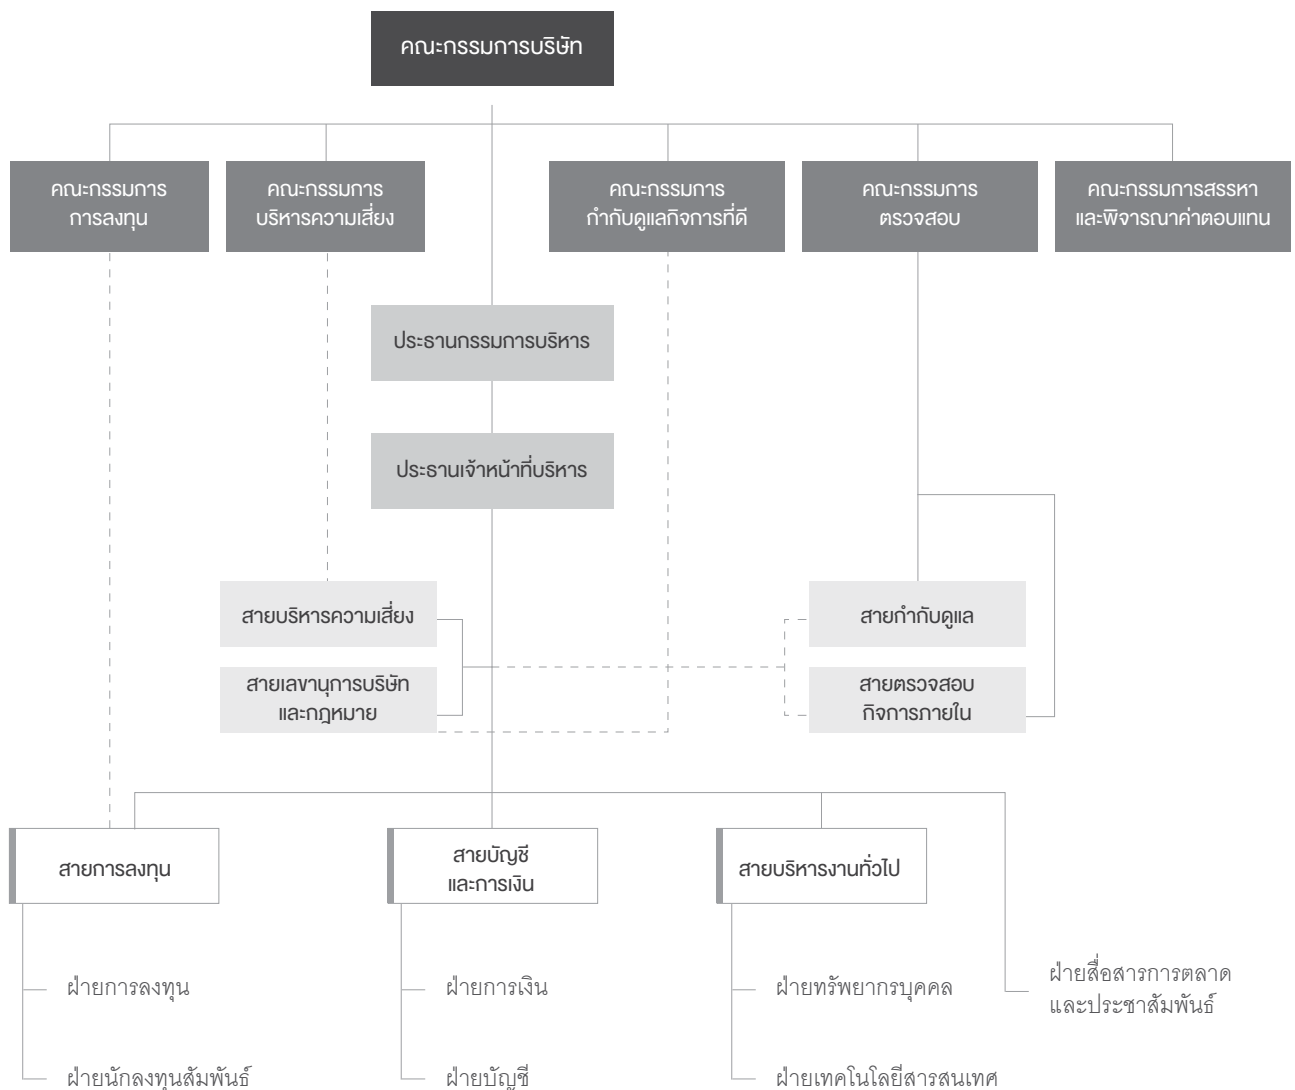 คณะกรรมการบริษัท
คณะกรรมการ
การลงทุน
คณะกรรมการ
บริหารความเสี่ยง
คณะกรรมการ
กำกับดูแลกิจการที่ดี
คณะกรรมการ
ตรวจสอบ
คณะกรรมการสรรหา
และพิจารณาค่าตอบแทน
ประธานกรรมการบริหาร
ประธานเจ้าหน้าที่บริหาร
สายบริหารความเสี่ยง
สายกำกับดูแล
สายเลขานุการบริษัท
และกฎหมาย
สายตรวจสอบ
กิจการภายใน
สายการลงทุน
สายบัญชี
และการเงิน
สายบริหารงานทั่วไป
ฝ่ายการลงทุน
ฝ่ายการเงิน
ฝ่ายทรัพยากรบุคคล
ฝ่ายสื่อสารการตลาด
และประชาสัมพันธ์
ฝ่ายนักลงทุนสัมพันธ์
ฝ่ายบัญชี
ฝ่ายเทคโนโลยีสารสนเทศ